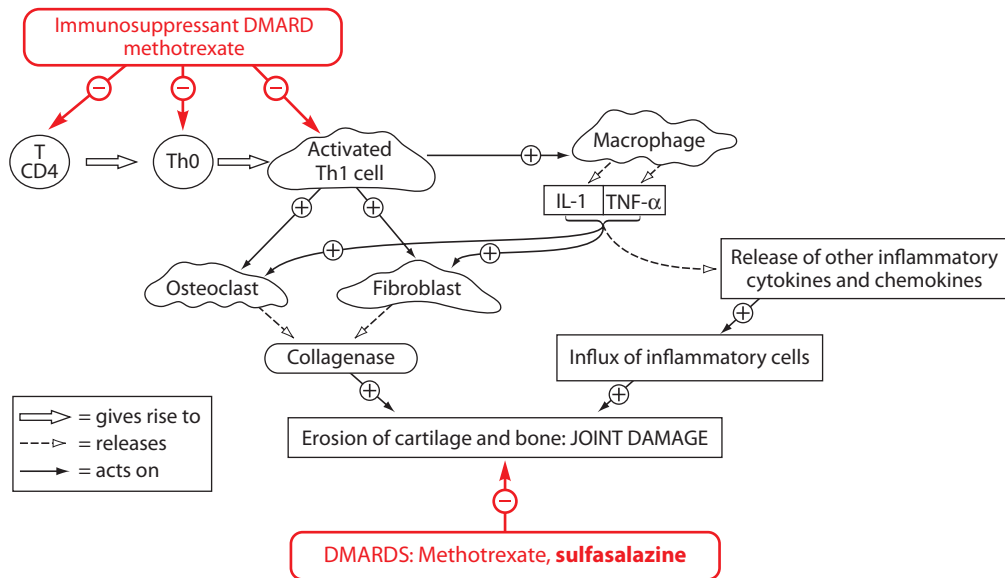 Immunosuppressant DMARD
methotrexate
−
−
−
T
CD4
Th0
Activated
Th1 cell
+
Macrophage
IL-1
TNF-α
+
+
+
+
Osteoclast
Fibroblast
Release of other inflammatory
cytokines and chemokines
+
Collagenase
Influx of inflammatory cells
+
+
= gives rise to
= releases
= acts on
Erosion of cartilage and bone: JOINT DAMAGE
−
DMARDS: Methotrexate, sulfasalazine